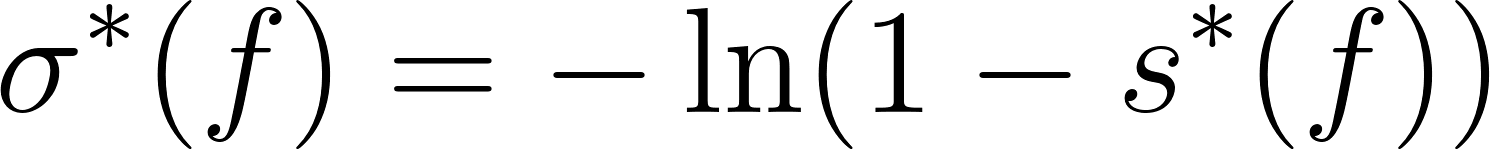 σ*(f) = − ln(1 − s*(f))